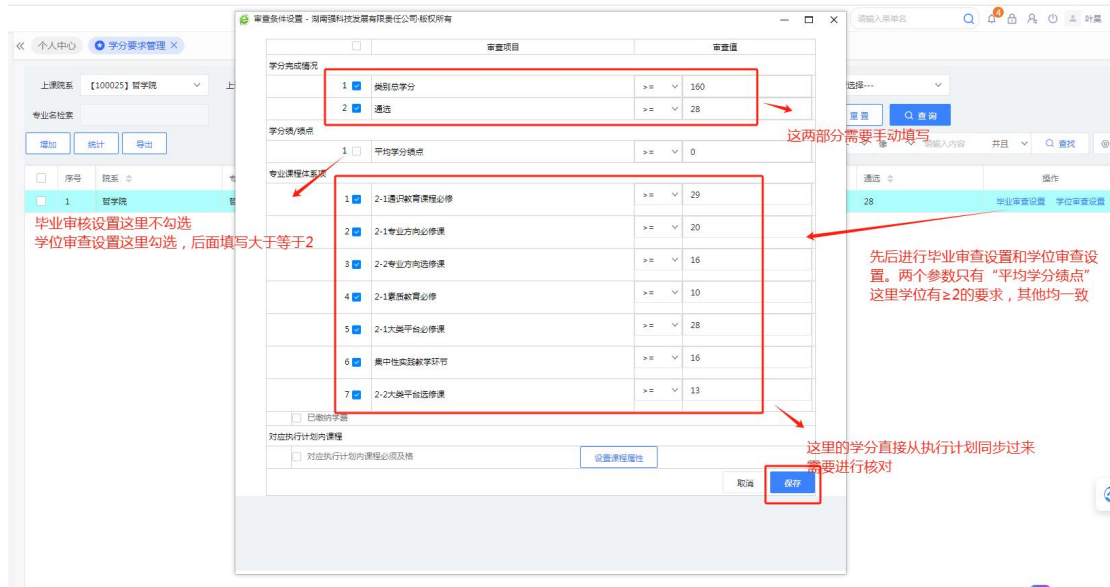 审查条件设置 - 湖南强科技发展有限责任公司·版权所有
请输入菜单名
4
叶葉
个人中心
学分要求管理 ×
上课院系 【100025】哲学院
上
选择---
专业名检索
重置 查询
增加 统计 导出
请输入内容 并且 查找
序号 院系
通选 操作
1 哲学院
28 毕业审查设置 学位审查设置
审查项目 审查值
学分完成情况
1 类别总学分 >= 160
2 通选 >= 28
学分绩/绩点
1 平均学分绩点 >= 0
专业课程体系项
1 2-1通识教育课程必修 >= 29
2 2-1专业方向必修课 >= 20
3 2-2专业方向选修课 >= 16
4 2-1素质教育必修 >= 10
5 2-1大类平台必修课 >= 28
6 集中性实践教学环节 >= 16
7 2-2大类平台选修课 >= 13
已缴纳学费
对应执行计划内课程
对应执行计划内课程必须及格 设置课程属性
取消 保存
这两部分需要手动填写
毕业审核设置这里不勾选
学位审查设置这里勾选，后面填写大于等于2
先后进行毕业审查设置和学位审查设
置。两个参数只有“平均学分绩点”
这里学位有≥2的要求，其他均一致
这里的学分直接从执行计划同步过来
需要进行核对